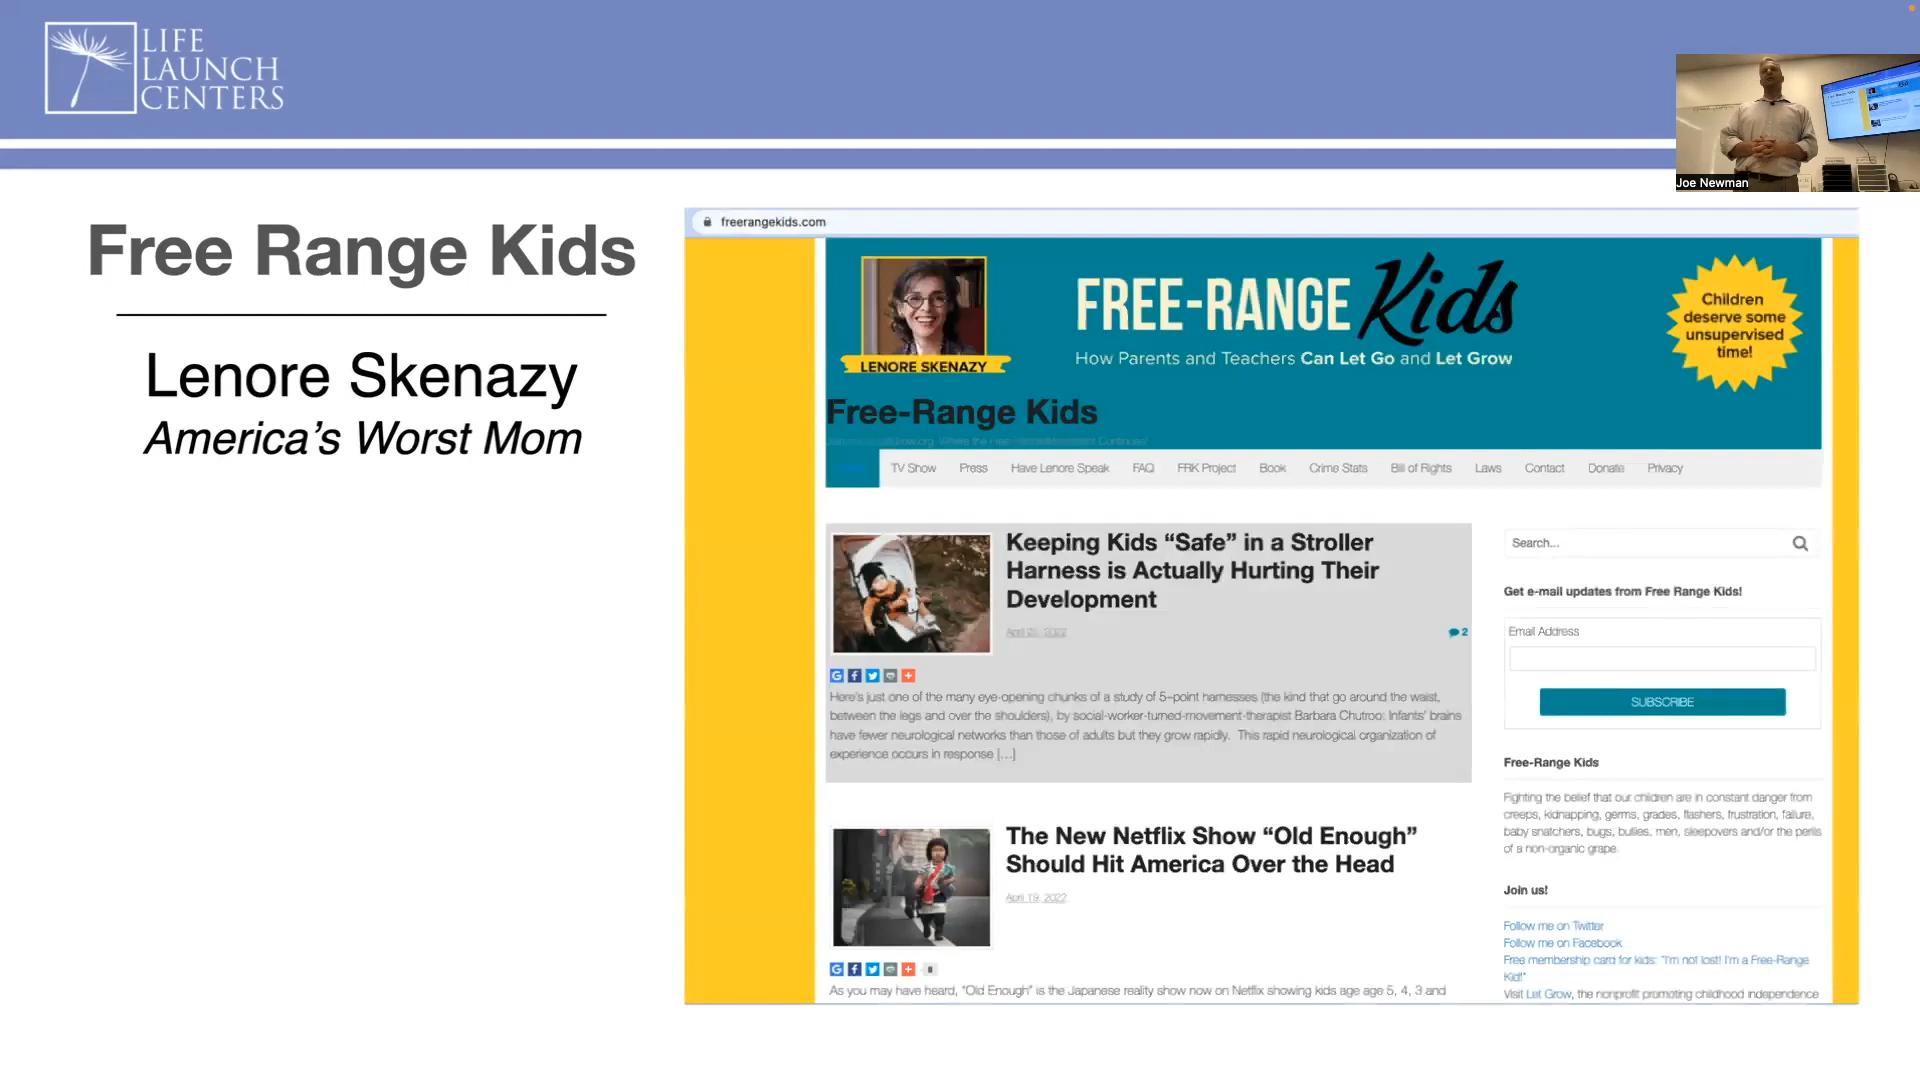 LIFE
LAUNCH
CENTERS
Joe Newman
Free Range Kids
Lenore Skenazy
America's Worst Mom
freerangekids.com
LENORE SKENAZY
FREE-RANGE Kids
How Parents and Teachers Can Let Go and Let Grow
Children
deserve some
unsupervised
time!
Free-Range Kids
TV Show Press Have Lenore Speak FAQ FRK Project Book Crime Stats Bill of Rights Laws Contact Donate Privacy
Keeping Kids “Safe” in a Stroller
Harness is Actually Hurting Their
Development
2
Here's just one of the many eye-opening chunks of a study of 5–point harnesses (the kind that go around the waist,
between the legs and over the shoulders), by social-worker-turned-movement-therapist Barbara Chutroo: Infants' brains
have fewer neurological networks than those of adults but they grow rapidly. This rapid neurological organization of
experience occurs in response [...]
The New Netflix Show “Old Enough”
Should Hit America Over the Head
April 19, 2022
As you may have heard, “Old Enough” is the Japanese reality show now on Netflix showing kids age age 5, 4, 3 and
Search...
Get e-mail updates from Free Range Kids!
Email Address
SUBSCRIBE
Free-Range Kids
Fighting the belief that our children are in constant danger from
creeps, kidnapping, germs, grades, flashers, frustration, failure,
baby snatchers, bugs, bullies, men, sleepovers and/or the perils
of a non-organic grape.
Join us!
Follow me on Twitter
Follow me on Facebook
Free membership card for kids: "I'm not lost! I'm a Free-Range
Kid!"
Visit Let Grow, the nonprofit promoting childhood independence